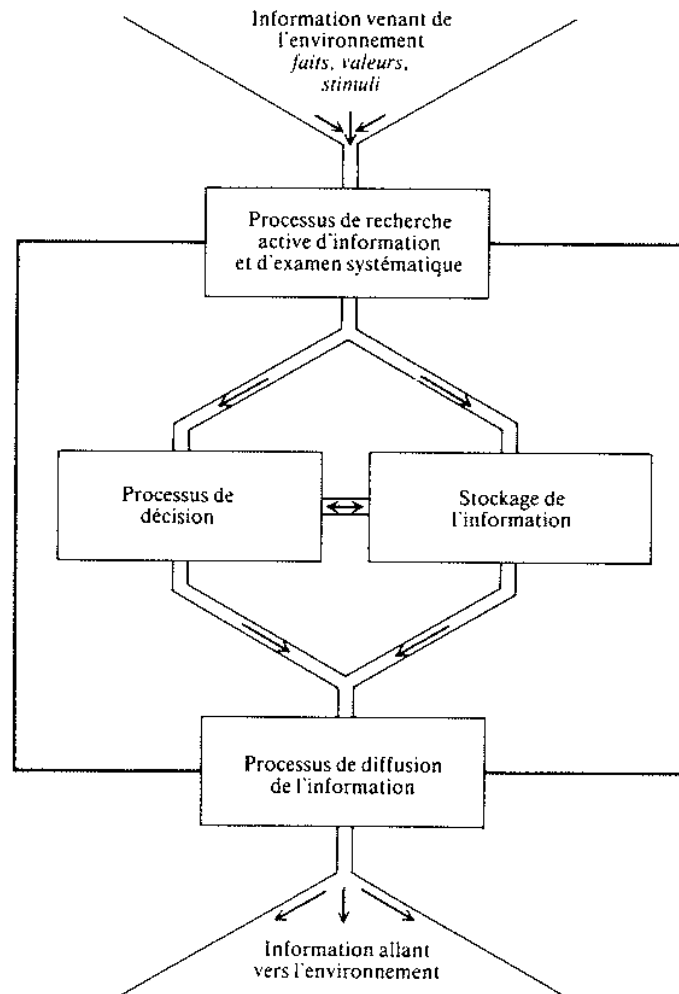 Information venant de
l'environnement
faits, valeurs,
stimuli
Processus de recherche
active d'information
et d'examen systématique
Processus de
décision
Stockage de
l'information
Processus de diffusion
de l'information
Information allant
vers l'environnement